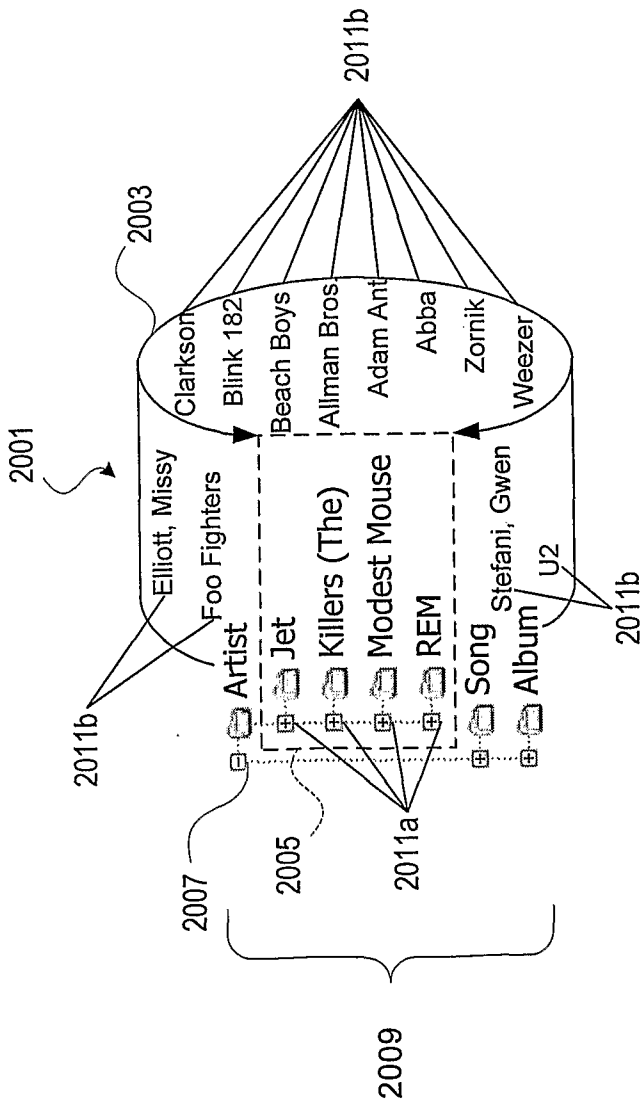 2001
2003
2011b
Elliott, Missy
Foo Fighters
2011b
Clarkson
Blink 182
Beach Boys
Allman Bros.
Adam Ant
Abba
Zornik
Weezer
2007
2005
2009
Artist
Jet
Killers (The)
Modest Mouse
REM
2011a
Song
Album
Stefani, Gwen
U2
2011b